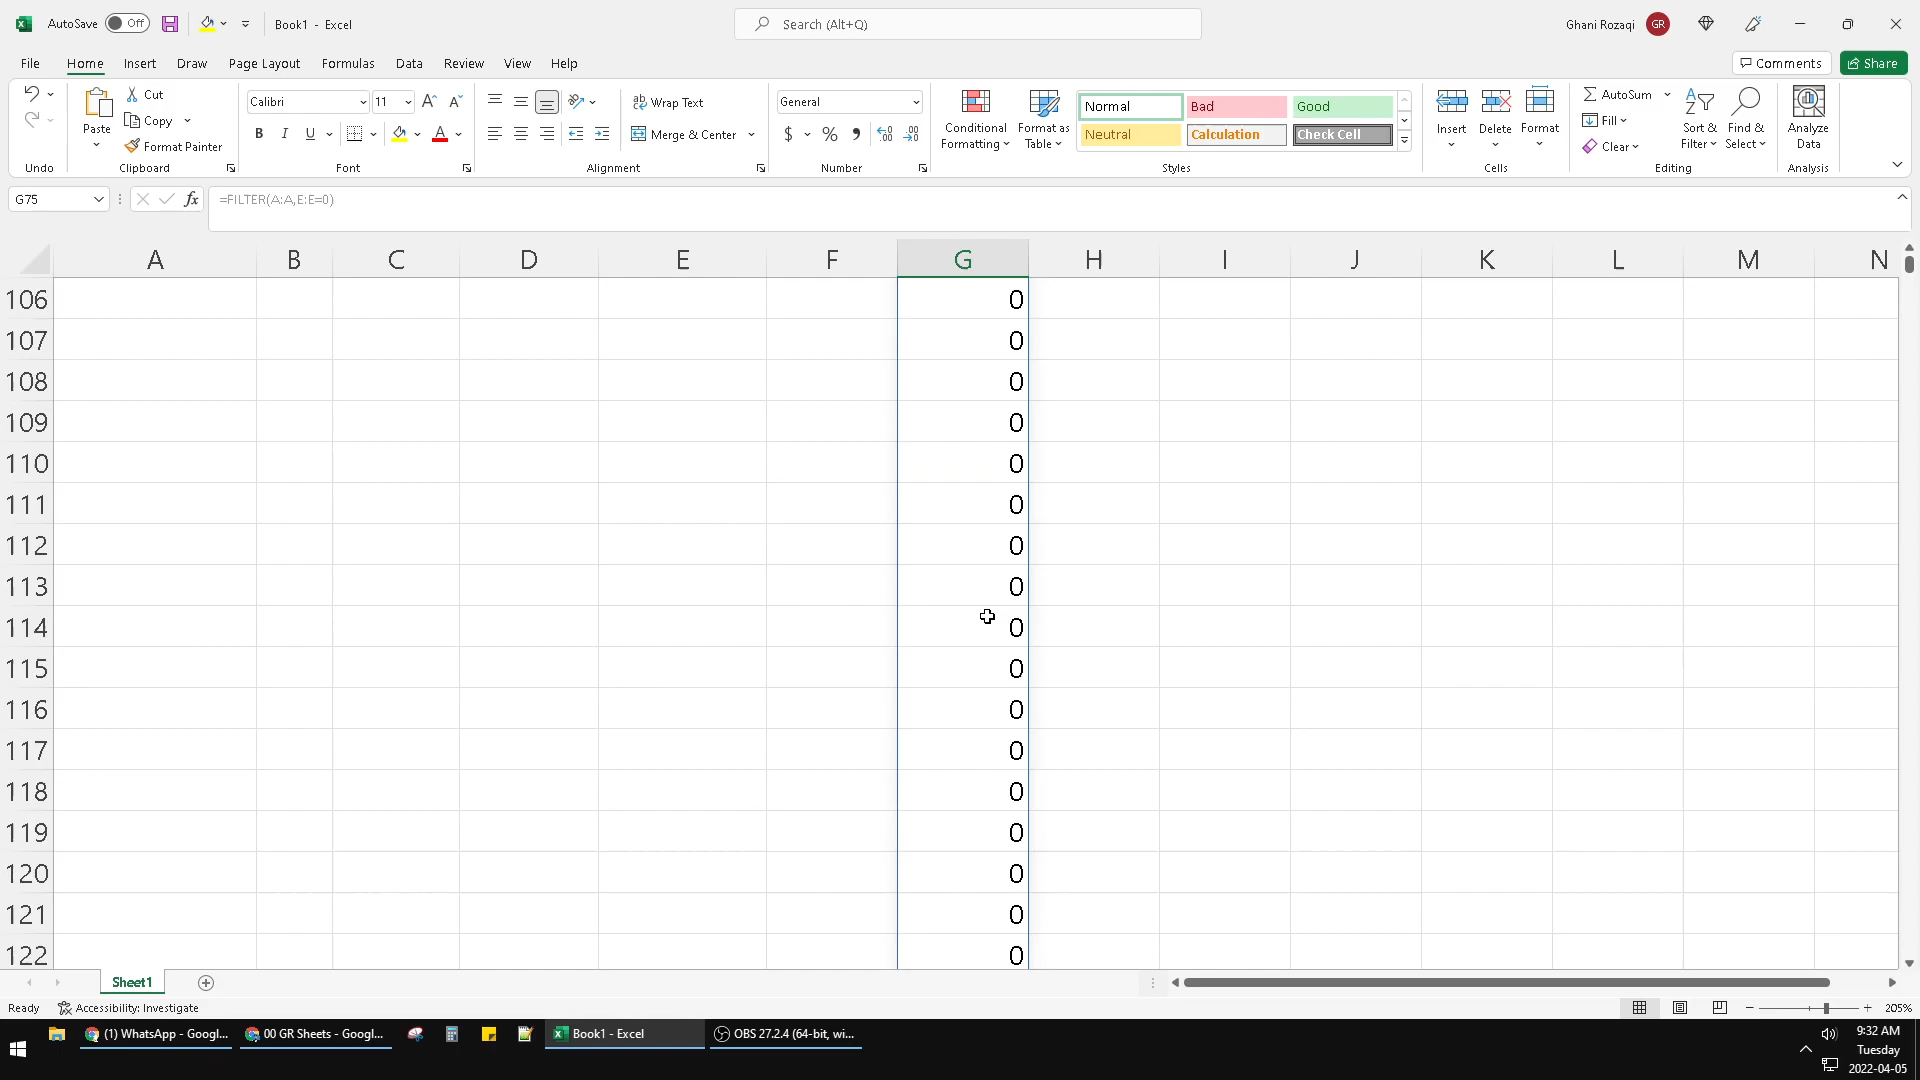 AutoSave Off Book1 - Excel Search (Alt+Q) Ghani Rozaqi GR
File Home Insert Draw Page Layout Formulas Data Review View Help Comments Share
Undo
Paste Cut Copy Format Painter
Clipboard
Calibri 11 A A
B I U A
Font
ab Wrap Text
Merge & Center
Alignment
General
$ % ,
Number
Conditional Formatting Format as Table
Normal Bad Good
Neutral Calculation Check Cell
Styles
Insert Delete Format
Cells
AutoSum Fill Clear
Sort & Filter Find & Select
Editing
Analyze Data
Analysis
G75 fx =FILTER(A:A,E:E=0)
A B C D E F G H I J K L M N
106 0
107 0
108 0
109 0
110 0
111 0
112 0
113 0
114 0
115 0
116 0
117 0
118 0
119 0
120 0
121 0
122 0
Sheet1
Ready Accessibility: Investigate 205%
(1) WhatsApp - Googl... 00 GR Sheets - Googl... Book1 - Excel OBS 27.2.4 (64-bit, wi...
9:32 AM
Tuesday
2022-04-05